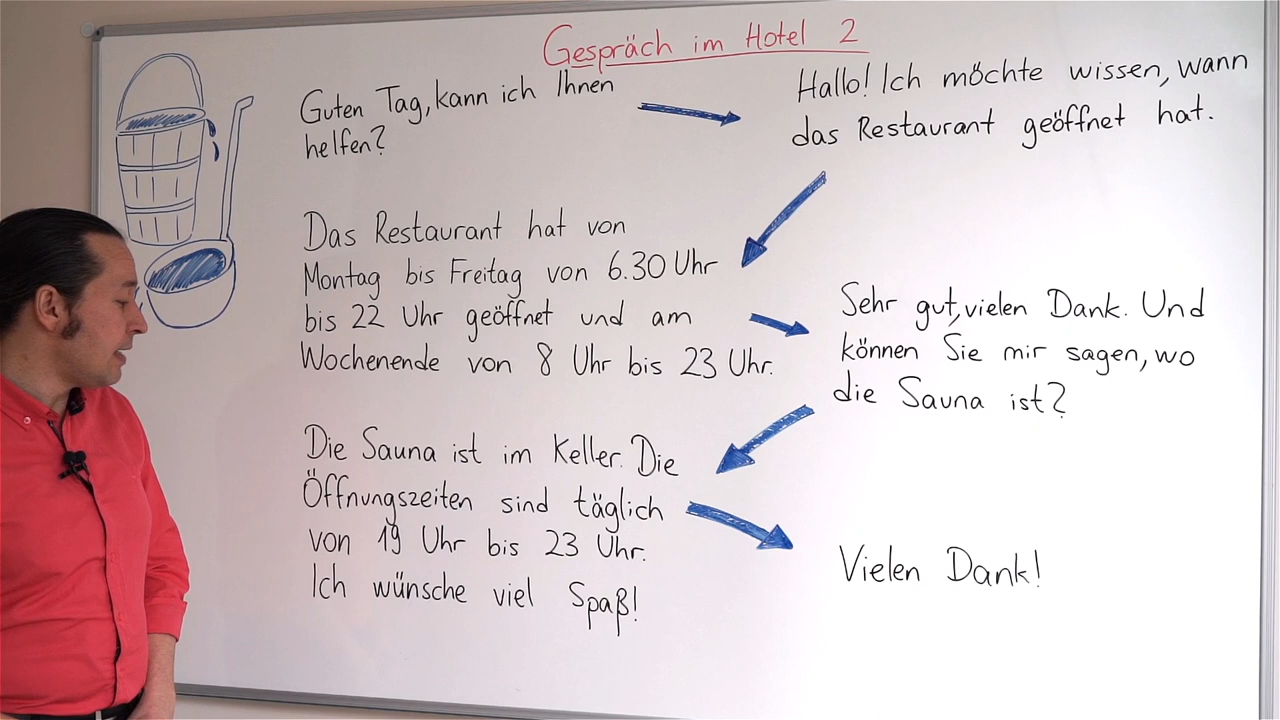 Gespräch im Hotel 2
Guten Tag, kann ich Ihnen
helfen?
Hallo! Ich möchte wissen, wann
das Restaurant geöffnet hat.
Das Restaurant hat von
Montag bis Freitag von 6.30 Uhr
bis 22 Uhr geöffnet und am
Wochenende von 8 Uhr bis 23 Uhr.
Sehr gut, vielen Dank. Und
können Sie mir sagen, wo
die Sauna ist?
Die Sauna ist im Keller. Die
Öffnungszeiten sind täglich
von 19 Uhr bis 23 Uhr.
Ich wünsche viel Spaß!
Vielen Dank!